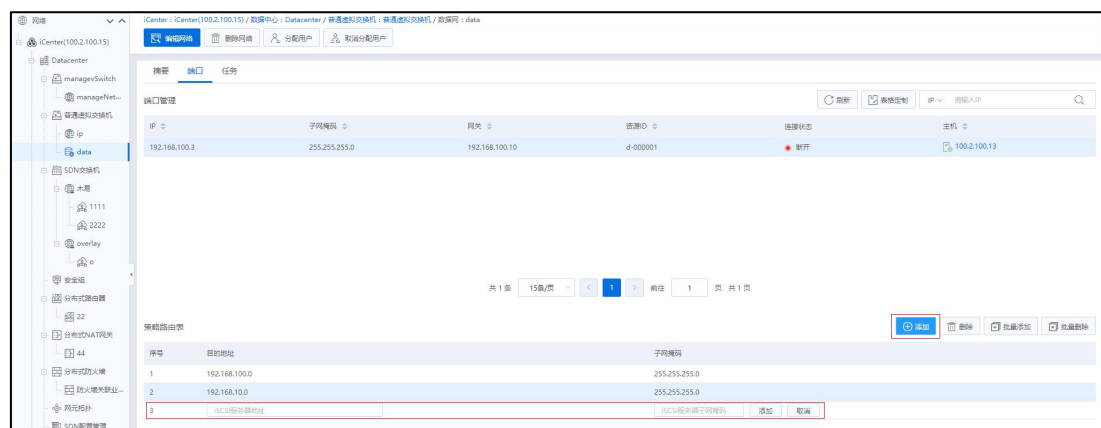 网络
iCenter(100.2.100.15)
Datacenter
managevSwitch
manageNet...
普通虚拟交换机
ip
data
SDN交换机
木易
1111
2222
overlay
o
安全组
分布式路由器
22
分布式NAT网关
44
分布式防火墙
防火墙关联业...
网元拓扑
SDN配置管理
iCenter : iCenter(100.2.100.15) / 数据中心 : Datacenter / 普通虚拟交换机 : 普通虚拟交换机 / 数据网 : data
编辑网络 删除网络 分配用户 取消分配用户
摘要 端口 任务
端口管理 刷新 表格定制 IP 请输入IP
IP 子网掩码 网关 资源ID 连接状态 主机
192.168.100.3 255.255.255.0 192.168.100.10 d-000001 断开 100.2.100.13
共 1 条 15条/页 < 1 > 前往 1 页 共 1 页
策略路由表 添加 删除 批量添加 批量删除
序号 目的地址 子网掩码
1 192.168.100.0 255.255.255.0
2 192.168.10.0 255.255.255.0
3 iSCSI服务器地址 iSCSI服务器子网掩码 添加 取消